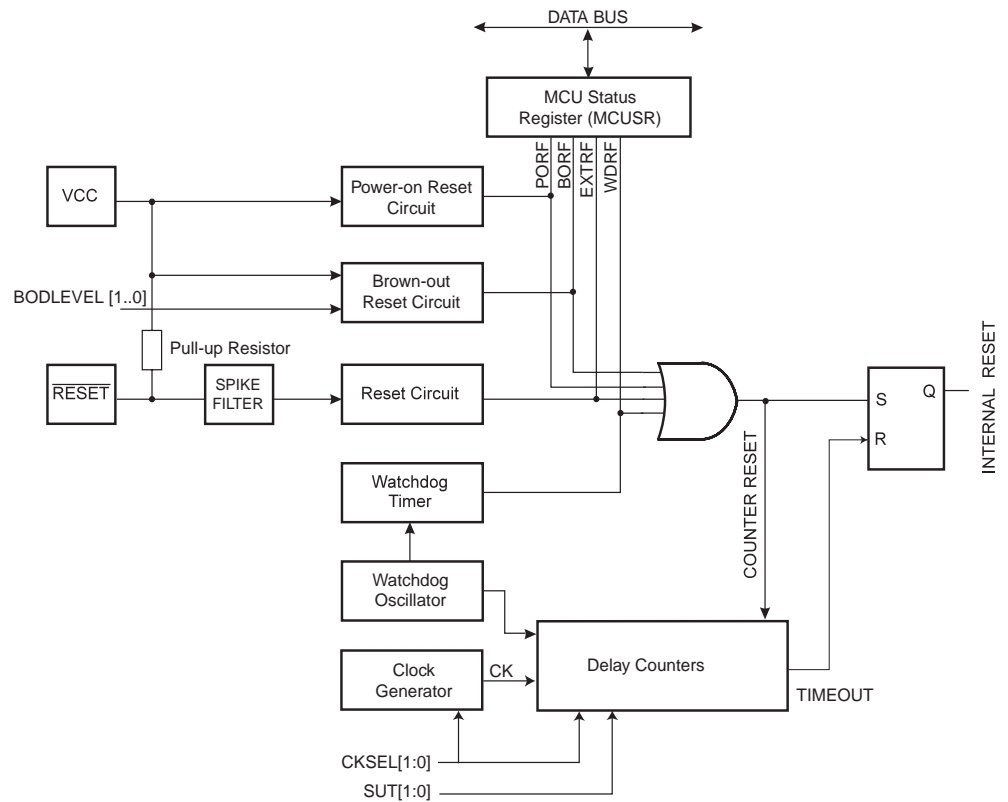 DATA BUS
MCU Status
Register (MCUSR)
PORF
BORF
EXTRF
WDRF
VCC
Power-on Reset
Circuit
Brown-out
Reset Circuit
BODLEVEL [1..0]
Pull-up Resistor
RESET
SPIKE
FILTER
Reset Circuit
S
Q
R
INTERNAL RESET
Watchdog
Timer
COUNTER RESET
Watchdog
Oscillator
Clock
Generator
CK
Delay Counters
TIMEOUT
CKSEL[1:0]
SUT[1:0]